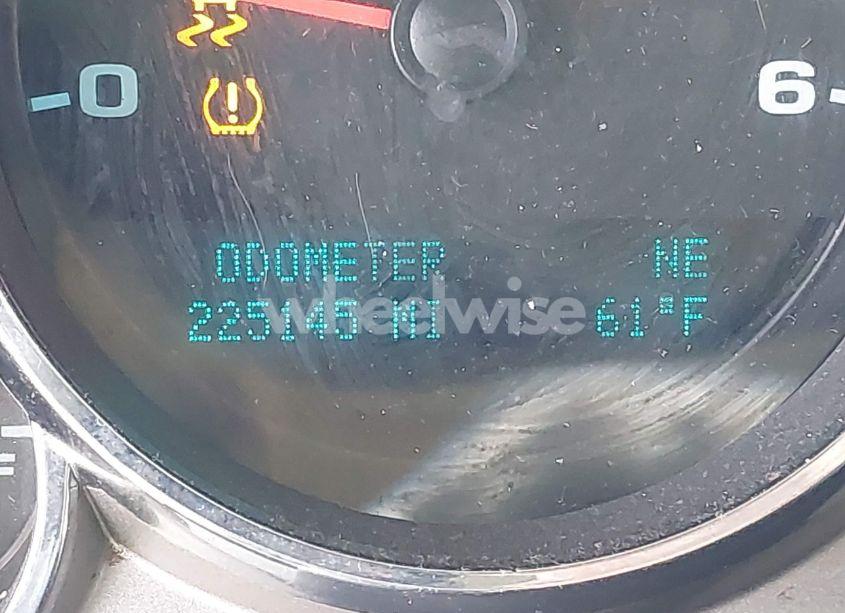 0
6
ODOMETER NE
225145 MI 61°F
wheelwise